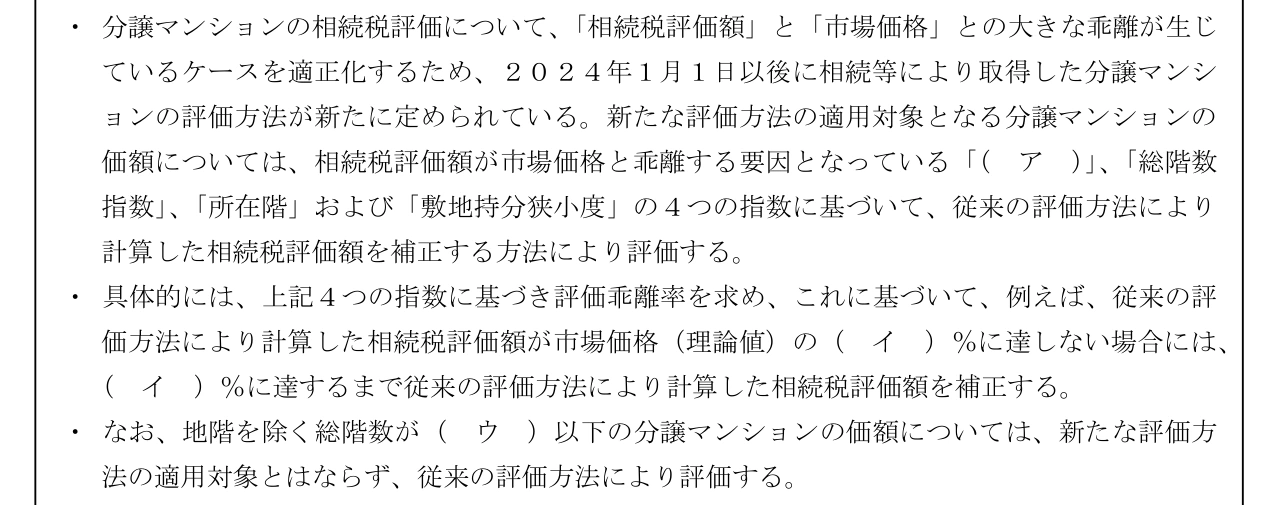 ・ 分譲マンションの相続税評価について、「相続税評価額」と「市場価格」との大きな乖離が生じ
ているケースを適正化するため、２０２４年１月１日以後に相続等により取得した分譲マンシ
ョンの評価方法が新たに定められている。新たな評価方法の適用対象となる分譲マンションの
価額については、相続税評価額が市場価格と乖離する要因となっている「(　ア　)」、「総階数
指数」、「所在階」および「敷地持分狭小度」の４つの指数に基づいて、従来の評価方法により
計算した相続税評価額を補正する方法により評価する。
・ 具体的には、上記４つの指数に基づき評価乖離率を求め、これに基づいて、例えば、従来の評
価方法により計算した相続税評価額が市場価格（理論値）の（　イ　）％に達しない場合には、
（　イ　）％に達するまで従来の評価方法により計算した相続税評価額を補正する。
・ なお、地階を除く総階数が（　ウ　）以下の分譲マンションの価額については、新たな評価方
法の適用対象とはならず、従来の評価方法により評価する。